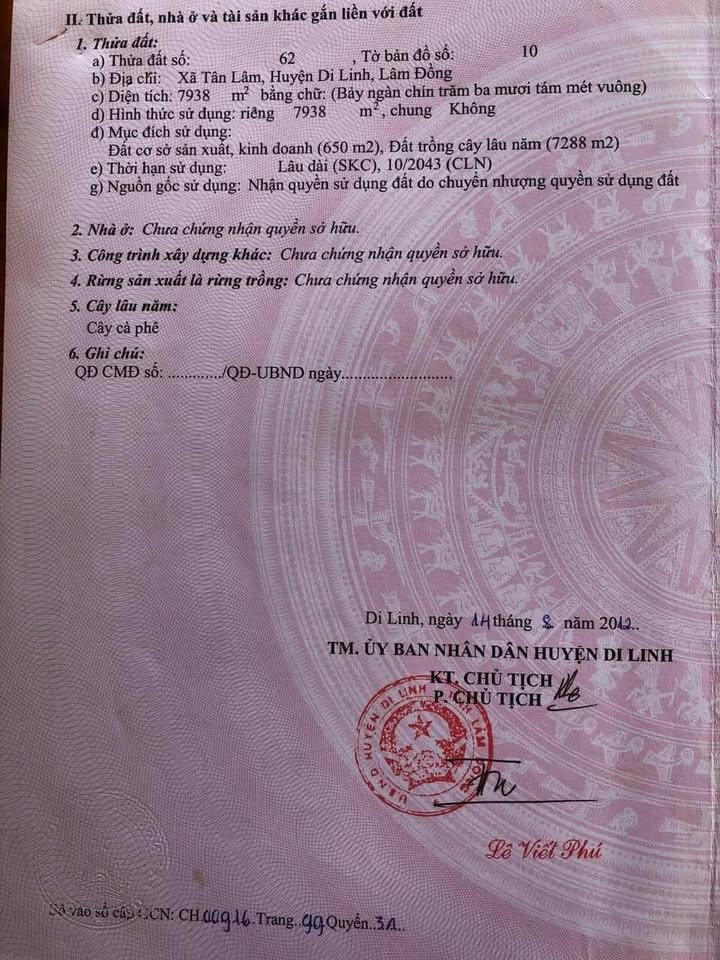 II. Thửa đất, nhà ở và tài sản khác gắn liền với đất
1. Thửa đất:
a) Thửa đất số: 62 , Tờ bản đồ số: 10
b) Địa chỉ: Xã Tân Lâm, Huyện Di Linh, Lâm Đồng
c) Diện tích: 7938 m² bằng chữ: (Bảy ngàn chín trăm ba mươi tám mét vuông)
d) Hình thức sử dụng: riêng 7938 m², chung Không
đ) Mục đích sử dụng:
Đất cơ sở sản xuất, kinh doanh (650 m2), Đất trồng cây lâu năm (7288 m2)
e) Thời hạn sử dụng: Lâu dài (SKC), 10/2043 (CLN)
g) Nguồn gốc sử dụng: Nhận quyền sử dụng đất do chuyển nhượng quyền sử dụng đất
2. Nhà ở: Chưa chứng nhận quyền sở hữu.
3. Công trình xây dựng khác: Chưa chứng nhận quyền sở hữu.
4. Rừng sản xuất là rừng trồng: Chưa chứng nhận quyền sở hữu.
5. Cây lâu năm:
Cây cà phê
6. Ghi chú:
QĐ CMĐ số: ............./QĐ-UBND ngày..........................
Di Linh, ngày 14 tháng 8 năm 2012..
TM. ỦY BAN NHÂN DÂN HUYỆN DI LINH
KT. CHỦ TỊCH
P. CHỦ TỊCH
UBND HUYỆN DI LINH TỈNH LÂM ĐỒNG
Lê Viết Phú
Số vào sổ cấp GCN: CH.00916.Trang..99 Quyển..3A..